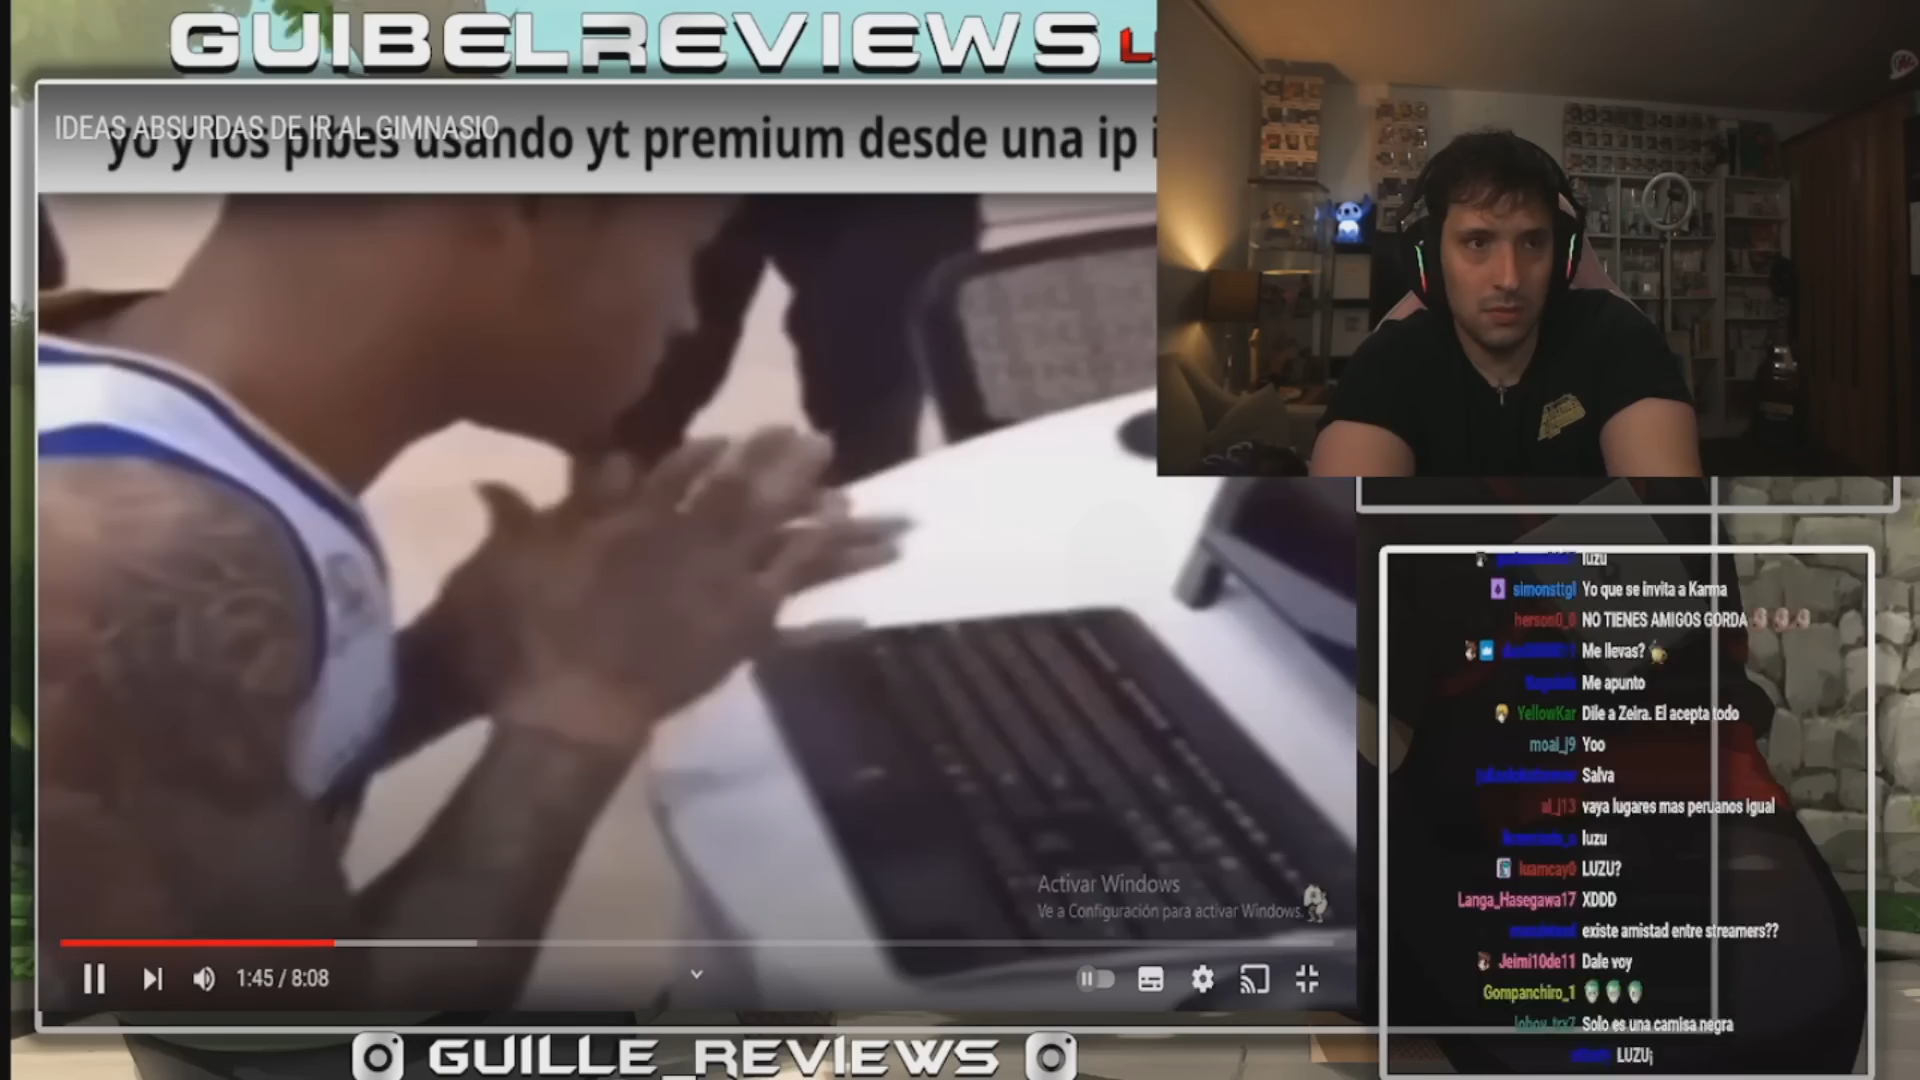 GUIBELREVIEWS
IDEAS ABSURDAS DE IR AL GIMNASIO
yo y los pibes usando yt premium desde una ip
luzu
simonsttgl Yo que se invita a Karma
herson0_0 NO TIENES AMIGOS GORDA
Me llevas?
Me apunto
YellowKar Dile a Zeira. El acepta todo
moai_j9 Yoo
Salva
al_j13 vaya lugares mas peruanos igual
luzu
luamcay0 LUZU?
Langa_Hasegawa17 XDDD
existe amistad entre streamers??
Jeimi10de11 Dale voy
Gompanchiro_1
Solo es una camisa negra
LUZU¡
Activar Windows
Ve a Configuración para activar Windows.
1:45 / 8:08
GUILLE_REVIEWS